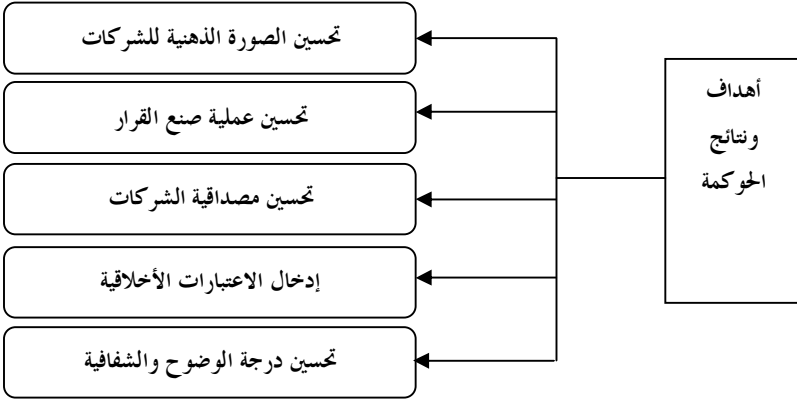 أهداف
ونتائج
الحوكمة
تحسين الصورة الذهنية للشركات
تحسين عملية صنع القرار
تحسين مصداقية الشركات
إدخال الاعتبارات الأخلاقية
تحسين درجة الوضوح والشفافية